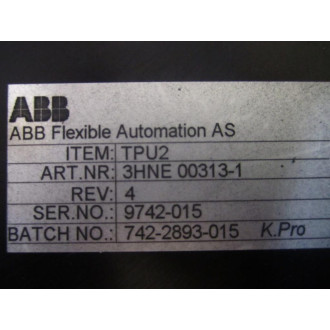 ABB
ABB Flexible Automation AS
ITEM: TPU2
ART.NR: 3HNE 00313-1
REV: 4
SER.NO.: 9742-015
BATCH NO.: 742-2893-015 K.Pro